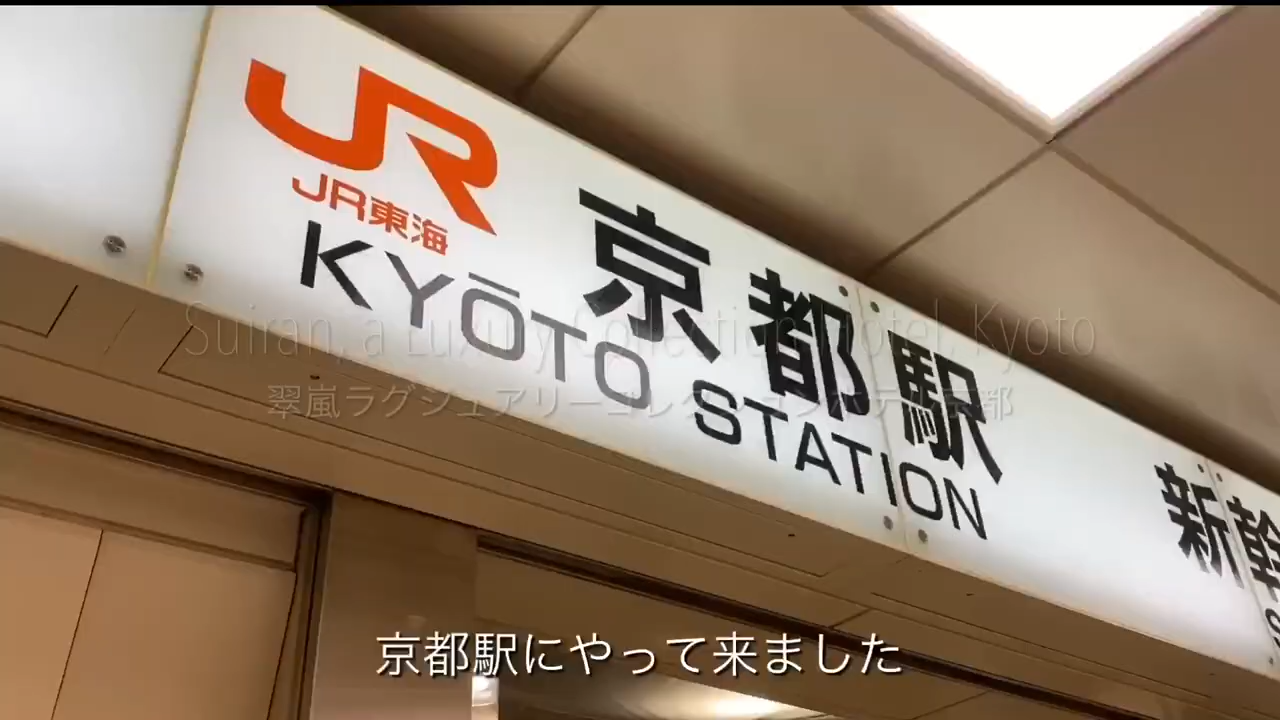 JR
JR東海
京都駅
KYŌTO STATION
新幹
Suiran, a Luxury Collection Hotel, Kyoto
翠嵐ラグジュアリーコレクションホテル京都
京都駅にやって来ました